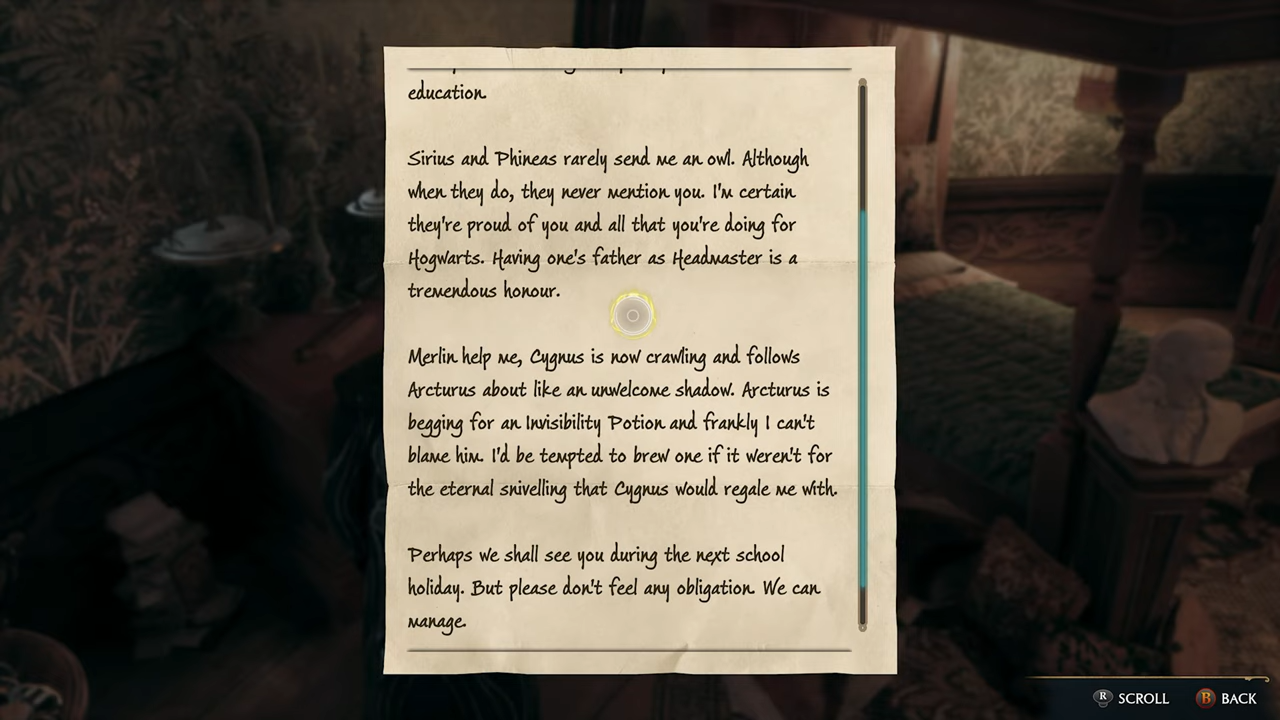 education.
Sirius and Phineas rarely send me an owl. Although
when they do, they never mention you. I'm certain
they're proud of you and all that you're doing for
Hogwarts. Having one's father as Headmaster is a
tremendous honour.
Merlin help me, Cygnus is now crawling and follows
Arcturus about like an unwelcome shadow. Arcturus is
begging for an Invisibility Potion and frankly I can't
blame him. I'd be tempted to brew one if it weren't for
the eternal snivelling that Cygnus would regale me with.
Perhaps we shall see you during the next school
holiday. But please don't feel any obligation. We can
manage.
R SCROLL
B BACK